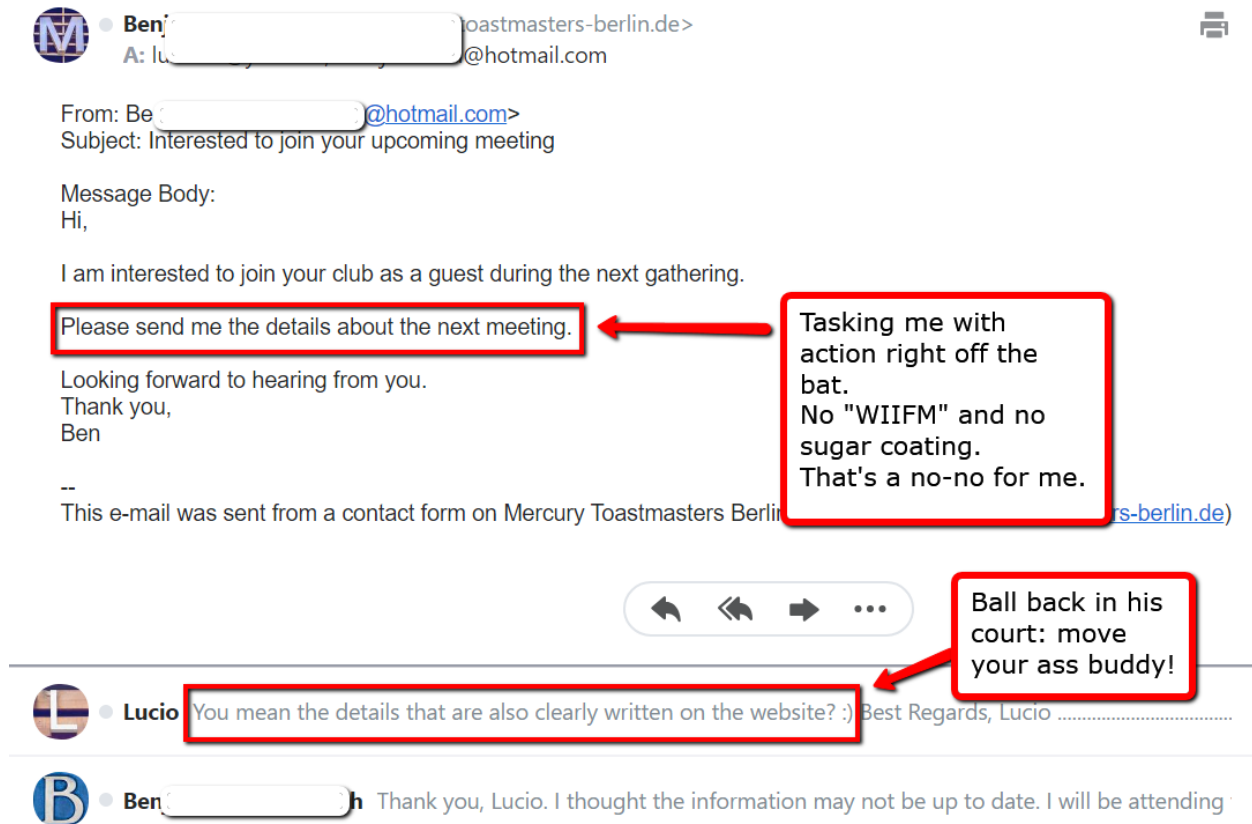 M
Benj toastmasters-berlin.de>
A: lu @hotmail.com
From: Be @hotmail.com>
Subject: Interested to join your upcoming meeting
Message Body:
Hi,
I am interested to join your club as a guest during the next gathering.
Please send me the details about the next meeting.
Tasking me with
action right off the
bat.
No "WIIFM" and no
sugar coating.
That's a no-no for me.
Looking forward to hearing from you.
Thank you,
Ben
--
This e-mail was sent from a contact form on Mercury Toastmasters Berli rs-berlin.de)
Ball back in his
court: move
your ass buddy!
L
Lucio You mean the details that are also clearly written on the website? :) Best Regards, Lucio ...................................
B
Ben h Thank you, Lucio. I thought the information may not be up to date. I will be attending